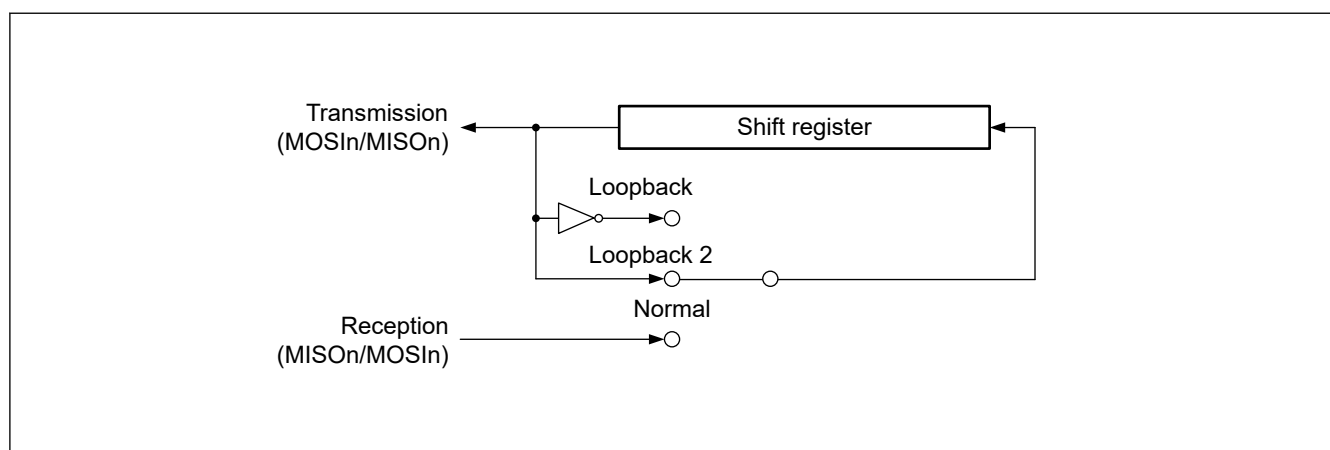 Transmission
(MOSIn/MISOn)
Shift register
Loopback
Loopback 2
Normal
Reception
(MISOn/MOSIn)